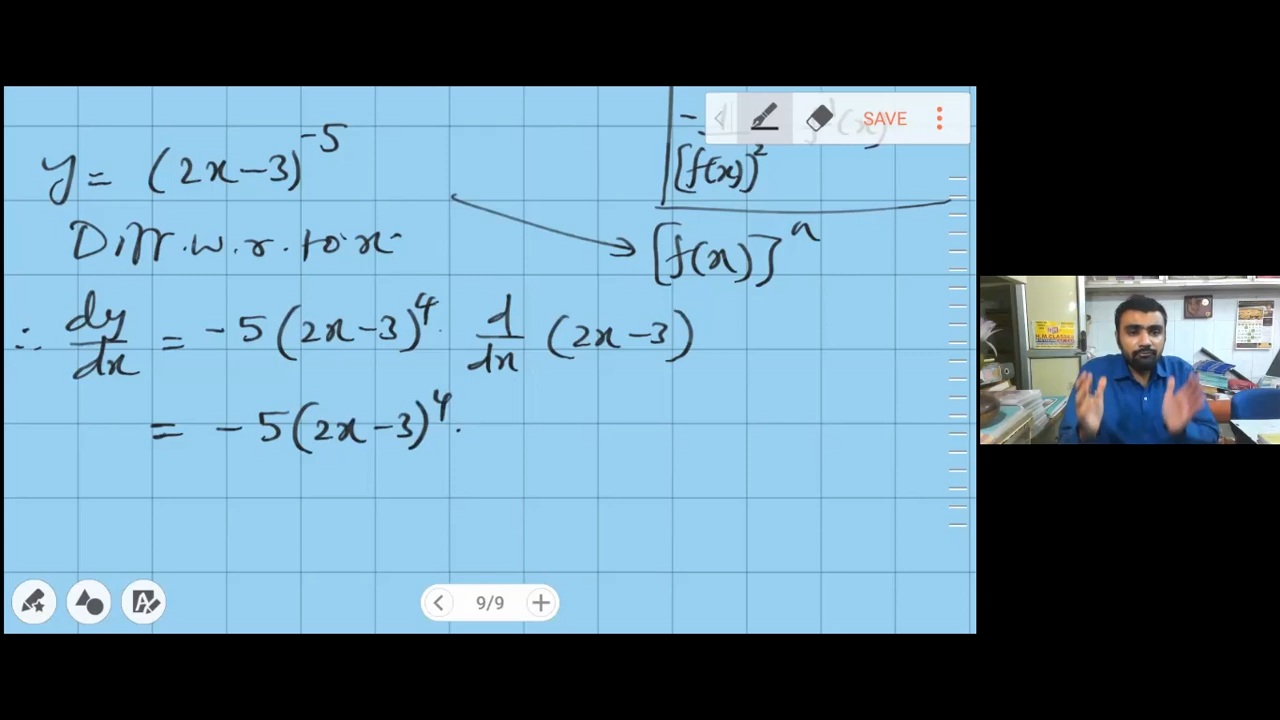 SAVE
[f(x)]²
y = (2x-3)⁻⁵
[f(x)]ⁿ
Diff. w. r. to x
∴ dy/dx = -5(2x-3)⁴ · d/dx (2x-3)
= -5(2x-3)⁴ ·
9/9